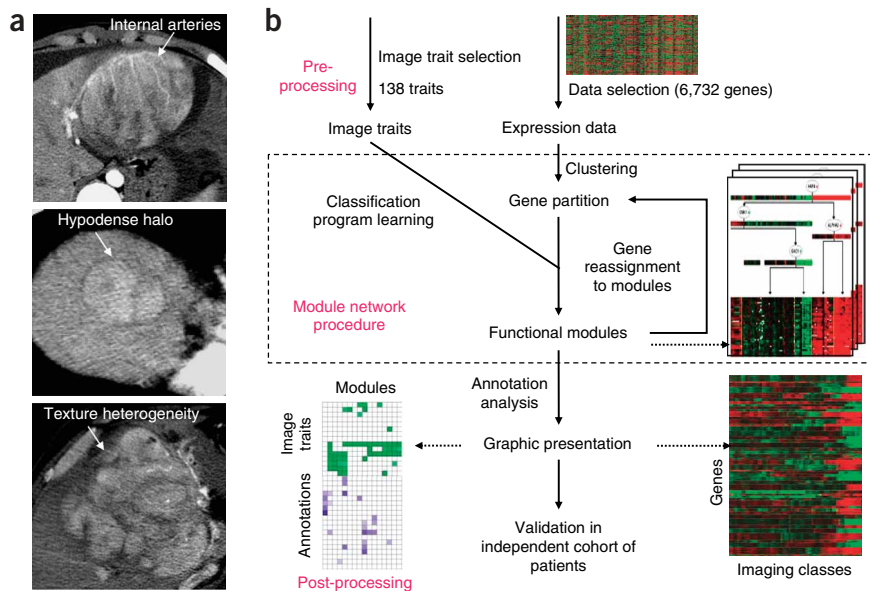 a
Internal arteries
Hypodense halo
Texture heterogeneity
b
Pre-
processing
Image trait selection
138 traits
Data selection (6,732 genes)
Image traits
Expression data
Clustering
Classification
program learning
Gene partition
Gene
reassignment
to modules
Module network
procedure
Functional modules
Annotation
analysis
Modules
Image
traits
Annotations
Graphic presentation
Genes
Validation in
independent cohort of
patients
Post-processing
Imaging classes